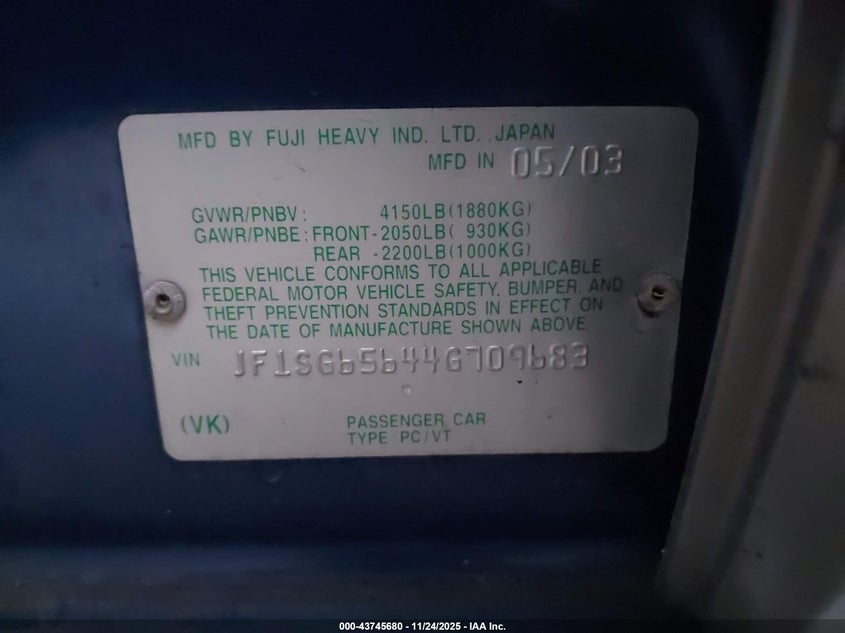 MFD BY FUJI HEAVY IND. LTD. JAPAN
MFD IN 05/03
GVWR/PNBV: 4150LB(1880KG)
GAWR/PNBE: FRONT-2050LB( 930KG)
REAR -2200LB(1000KG)
THIS VEHICLE CONFORMS TO ALL APPLICABLE
FEDERAL MOTOR VEHICLE SAFETY, BUMPER, AND
THEFT PREVENTION STANDARDS IN EFFECT ON
THE DATE OF MANUFACTURE SHOWN ABOVE.
VIN JF1SG65644G709683
(VK) PASSENGER CAR
TYPE:PC/VT
000-43745680 - 11/24/2025 - IAA Inc.